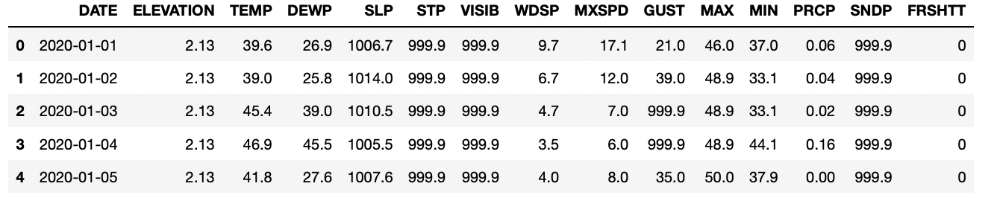 DATE ELEVATION TEMP DEWP SLP STP VISIB WDSP MXSPD GUST MAX MIN PRCP SNDP FRSHTT
0 2020-01-01 2.13 39.6 26.9 1006.7 999.9 999.9 9.7 17.1 21.0 46.0 37.0 0.06 999.9 0
1 2020-01-02 2.13 39.0 25.8 1014.0 999.9 999.9 6.7 12.0 39.0 48.9 33.1 0.04 999.9 0
2 2020-01-03 2.13 45.4 39.0 1010.5 999.9 999.9 4.7 7.0 999.9 48.9 33.1 0.02 999.9 0
3 2020-01-04 2.13 46.9 45.5 1005.5 999.9 999.9 3.5 6.0 999.9 48.9 44.1 0.16 999.9 0
4 2020-01-05 2.13 41.8 27.6 1007.6 999.9 999.9 4.0 8.0 35.0 50.0 37.9 0.00 999.9 0